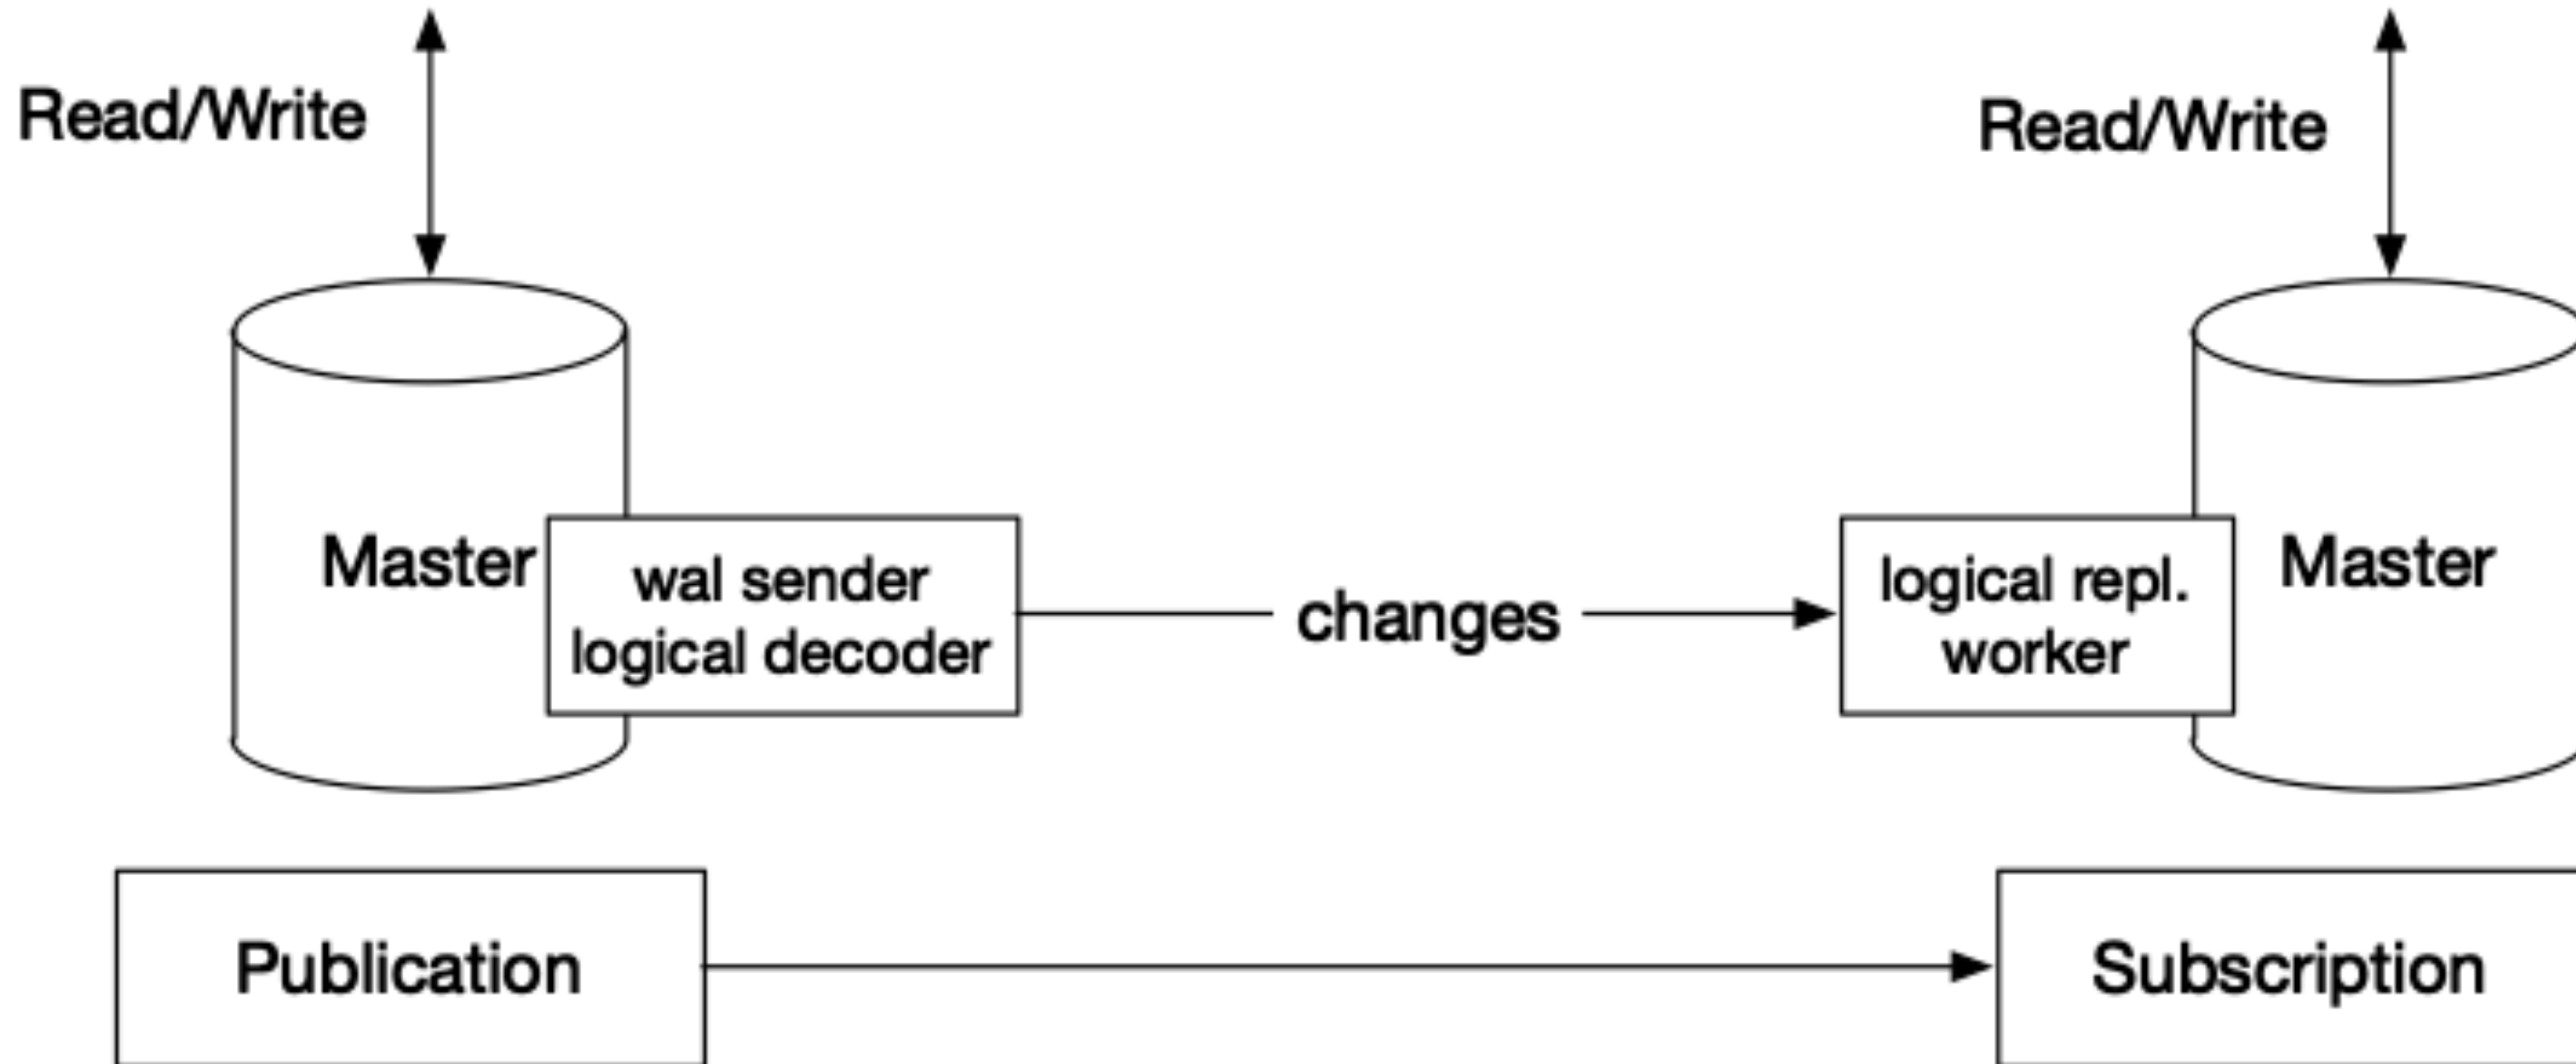 Read/Write
Read/Write
Master
wal sender
logical decoder
changes
logical repl.
worker
Master
Publication
Subscription